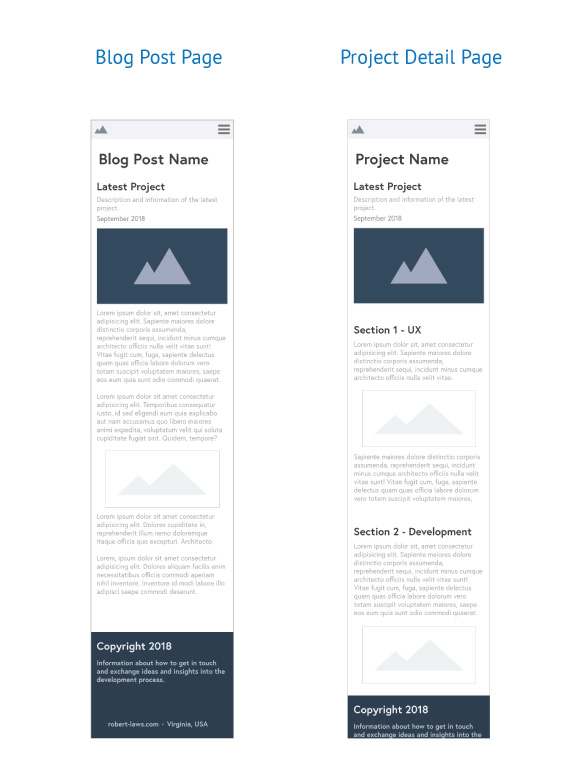 Blog Post Page
Blog Post Name
Latest Project
Description and information of the latest
project.
September 2018
Lorem ipsum dolor sit, amet consectetur
adipisicing elit. Sapiente maiores dolore
distinctio corporis assumenda,
reprehenderit sequi, incidunt minus cumque
architecto officiis nulla velit vitae sunt!
Vitae fugit cum, fuga, sapiente delectus
quam quas officia labore dolorum vero
totam suscipit voluptatem maiores, saepe
eos eum quia sunt odio commodi quaerat.
Lorem ipsum dolor sit, amet consectetur
adipisicing elit. Temporibus consequatur
iusto, id sed eligendi eum quia explicabo
aut nam accusamus quo libero maiores
animi expedita, voluptatum velit qui soluta
cupiditate fugiat sint. Quidem, tempore?
Lorem ipsum dolor sit amet consectetur
adipisicing elit. Dolores cupiditate in,
reprehenderit illum nemo doloremque
itaque officia quo excepturi. Architecto.
Lorem, ipsum dolor sit amet consectetur
adipisicing elit. Dolores aliquam facilis enim
necessitatibus officiis commodi aperiam
nihil inventore. Inventore id modi labore illo
adipisci saepe commodi deserunt.
Copyright 2018
Information about how to get in touch
and exchange ideas and insights into the
development process.
robert-laws.com • Virginia, USA
Project Detail Page
Project Name
Latest Project
Description and information of the latest
project.
September 2018
Section 1 - UX
Lorem ipsum dolor sit, amet consectetur
adipisicing elit. Sapiente maiores dolore
distinctio corporis assumenda,
reprehenderit sequi, incidunt minus cumque
architecto officiis nulla velit vitae.
Sapiente maiores dolore distinctio corporis
assumenda, reprehenderit sequi, incidunt
minus cumque architecto officiis nulla velit
vitae sunt! Vitae fugit cum, fuga, sapiente
delectus quam quas officia labore dolorum
vero totam suscipit voluptatem maiores,
Section 2 - Development
Lorem ipsum dolor sit, amet consectetur
adipisicing elit. Sapiente maiores dolore
distinctio corporis assumenda,
reprehenderit sequi, incidunt minus cumque
architecto officiis nulla velit vitae sunt!
Vitae fugit cum, fuga, sapiente delectus
quam quas officia labore dolorum vero
totam suscipit voluptatem maiores, saepe
eos eum quia sunt odio commodi quaerat.
Copyright 2018
Information about how to get in touch
and exchange ideas and insights into the